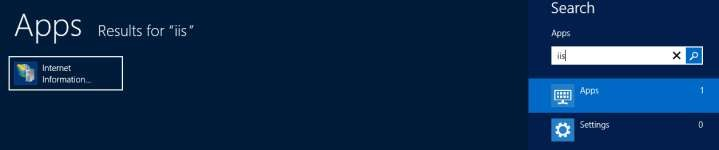 Apps Results for "iis"
Internet
Information...
Search
Apps
iis
Apps 1
Settings 0